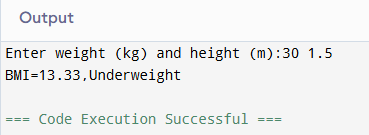 Output
Enter weight (kg) and height (m):30 1.5
BMI=13.33,Underweight
=== Code Execution Successful ===